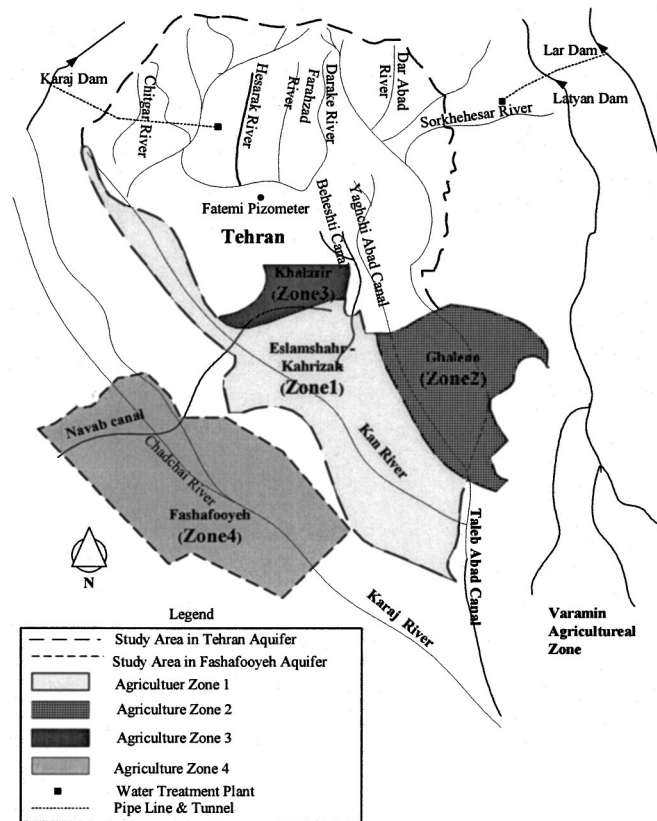 Lar Dam
Karaj Dam
Latyan Dam
Chitgar River
Hesarak River
Farahzad
River
Darake River
Dar Abad
River
Sorkhehesar River
Fatemi Pizometer
Tehran
Beheshti Canal
Yaghchi Abad Canal
Khalazir
(Zone3)
Eslamshahr -
Kahrizak
(Zone1)
Ghaleno
(Zone2)
Navab canal
Kan River
Chadchai River
Fashafooyeh
(Zone4)
N
Taleb Abad Canal
Karaj River
Varamin
Agricultureal
Zone
Legend
Study Area in Tehran Aquifer
Study Area in Fashafooyeh Aquifer
Agricultuer Zone 1
Agriculture Zone 2
Agriculture Zone 3
Agriculture Zone 4
Water Treatment Plant
Pipe Line & Tunnel